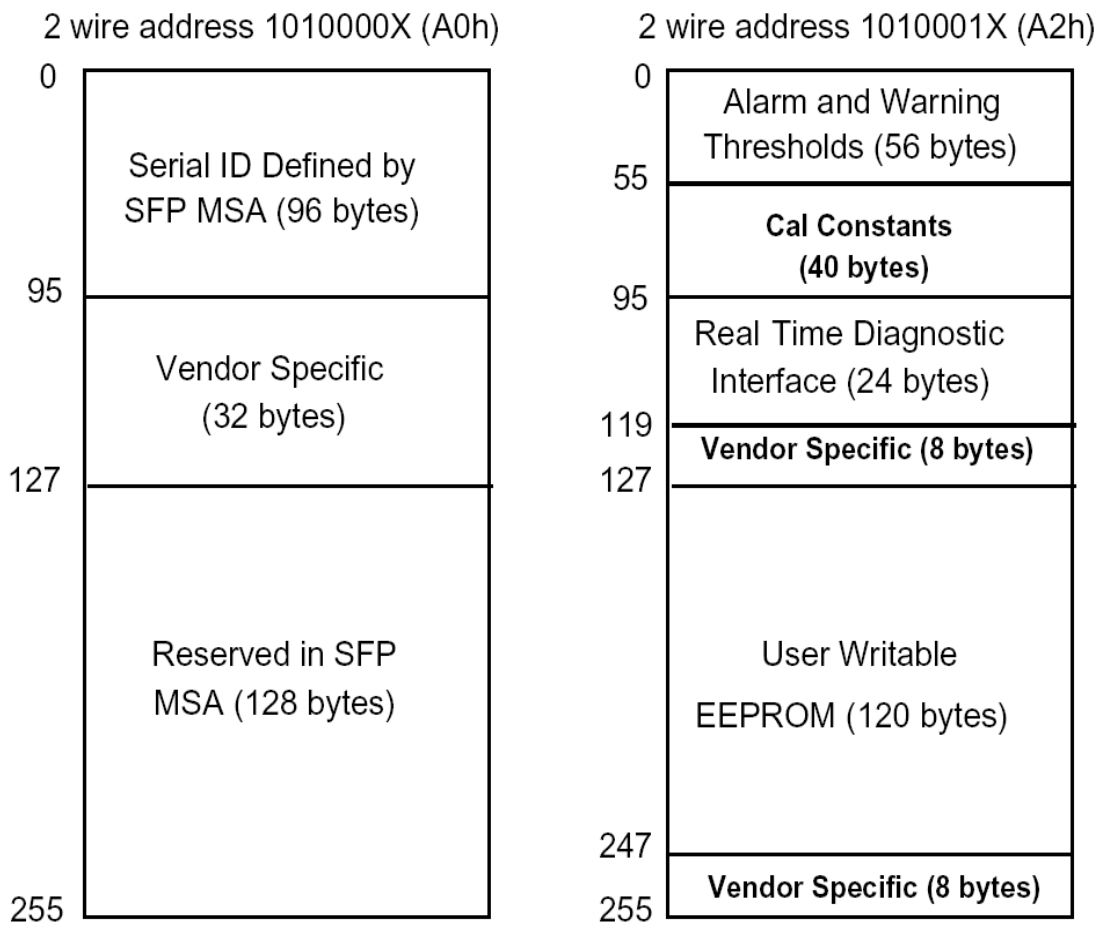 2 wire address 1010000X (A0h)
0
Serial ID Defined by
SFP MSA (96 bytes)
95
Vendor Specific
(32 bytes)
127
Reserved in SFP
MSA (128 bytes)
255
2 wire address 1010001X (A2h)
0
Alarm and Warning
Thresholds (56 bytes)
55
Cal Constants
(40 bytes)
95
Real Time Diagnostic
Interface (24 bytes)
119
Vendor Specific (8 bytes)
127
User Writable
EEPROM (120 bytes)
247
Vendor Specific (8 bytes)
255